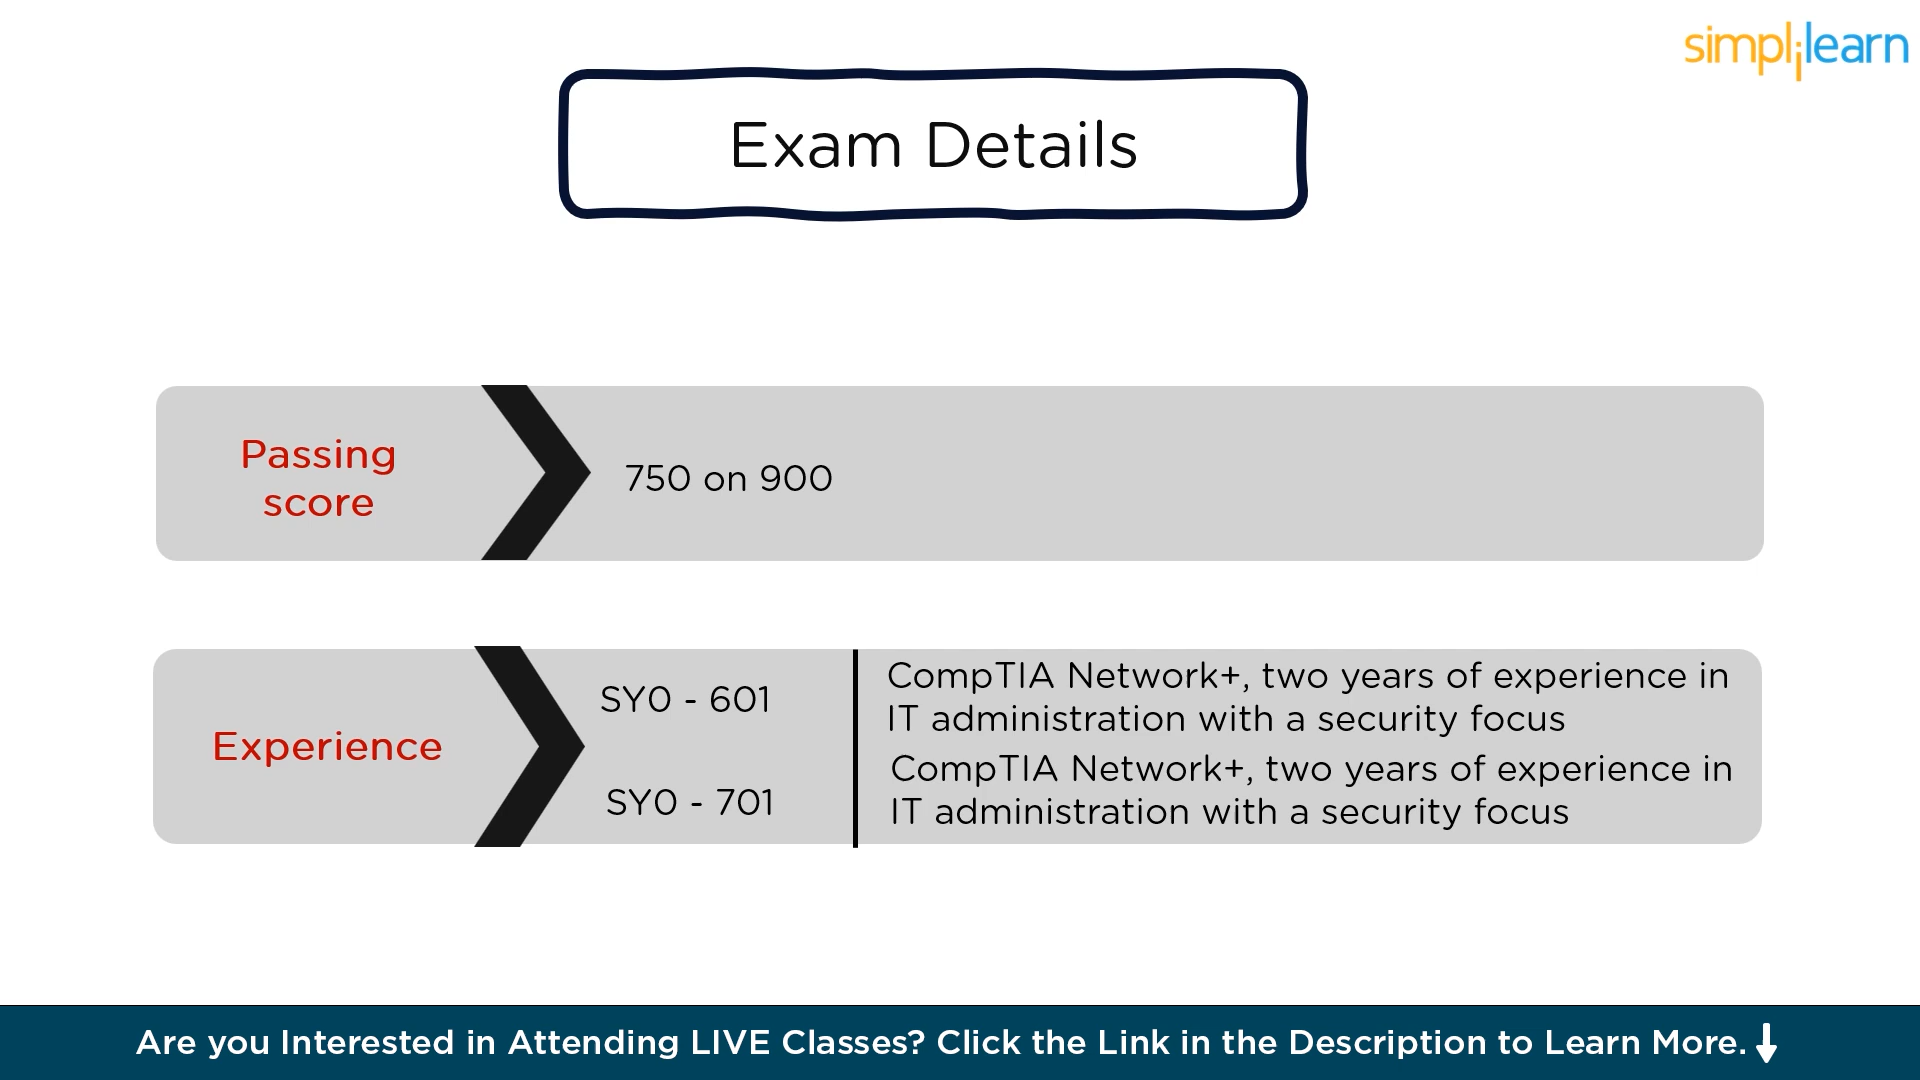 simplilearn
Exam Details
Passing
score
750 on 900
Experience
SY0 - 601
CompTIA Network+, two years of experience in
IT administration with a security focus
SY0 - 701
CompTIA Network+, two years of experience in
IT administration with a security focus
Are you Interested in Attending LIVE Classes? Click the Link in the Description to Learn More.